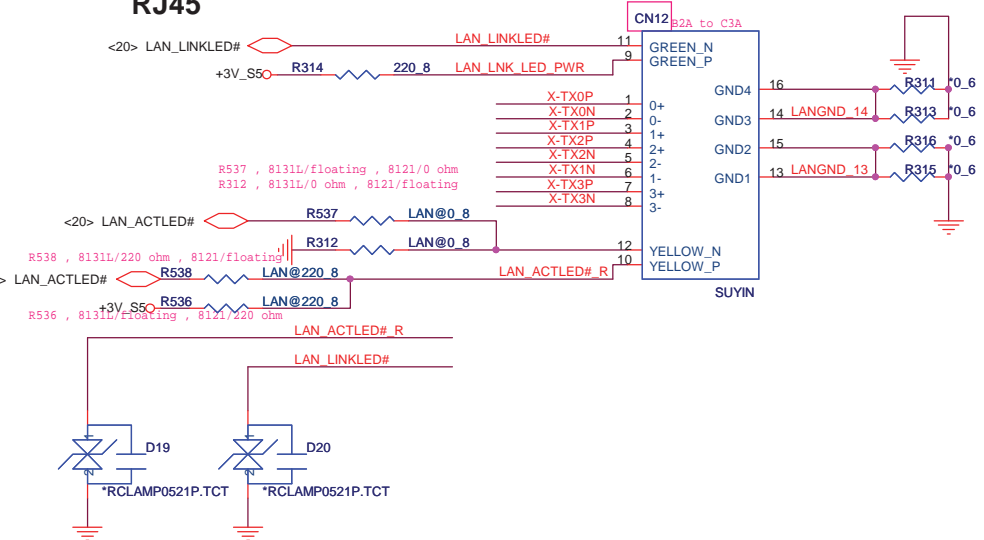 RJ45
CN12
B2A to C3A
<20> LAN_LINKLED#
LAN_LINKLED#
11
GREEN_N
+3V_S5
R314
220_8
LAN_LNK_LED_PWR
9
GREEN_P
X-TX0P
1
0+
X-TX0N
2
0-
X-TX1P
3
1+
X-TX2P
4
2+
X-TX2N
5
2-
X-TX1N
6
1-
X-TX3P
7
3+
X-TX3N
8
3-
GND4
16
R311
*0_6
GND3
14
LANGND_14
R313
*0_6
GND2
15
R316
*0_6
GND1
13
LANGND_13
R315
*0_6
R537 , 8131L/floating , 8121/0 ohm
R312 , 8131L/0 ohm , 8121/floating
<20> LAN_ACTLED#
R537
LAN@0_8
R312
LAN@0_8
12
YELLOW_N
10
YELLOW_P
SUYIN
R538 , 8131L/220 ohm , 8121/floating
> LAN_ACTLED#
R538
LAN@220_8
LAN_ACTLED#_R
+3V_S5
R536
LAN@220_8
R536 , 8131L/floating , 8121/220 ohm
LAN_ACTLED#_R
LAN_LINKLED#
1
2
D19
*RCLAMP0521P.TCT
1
2
D20
*RCLAMP0521P.TCT